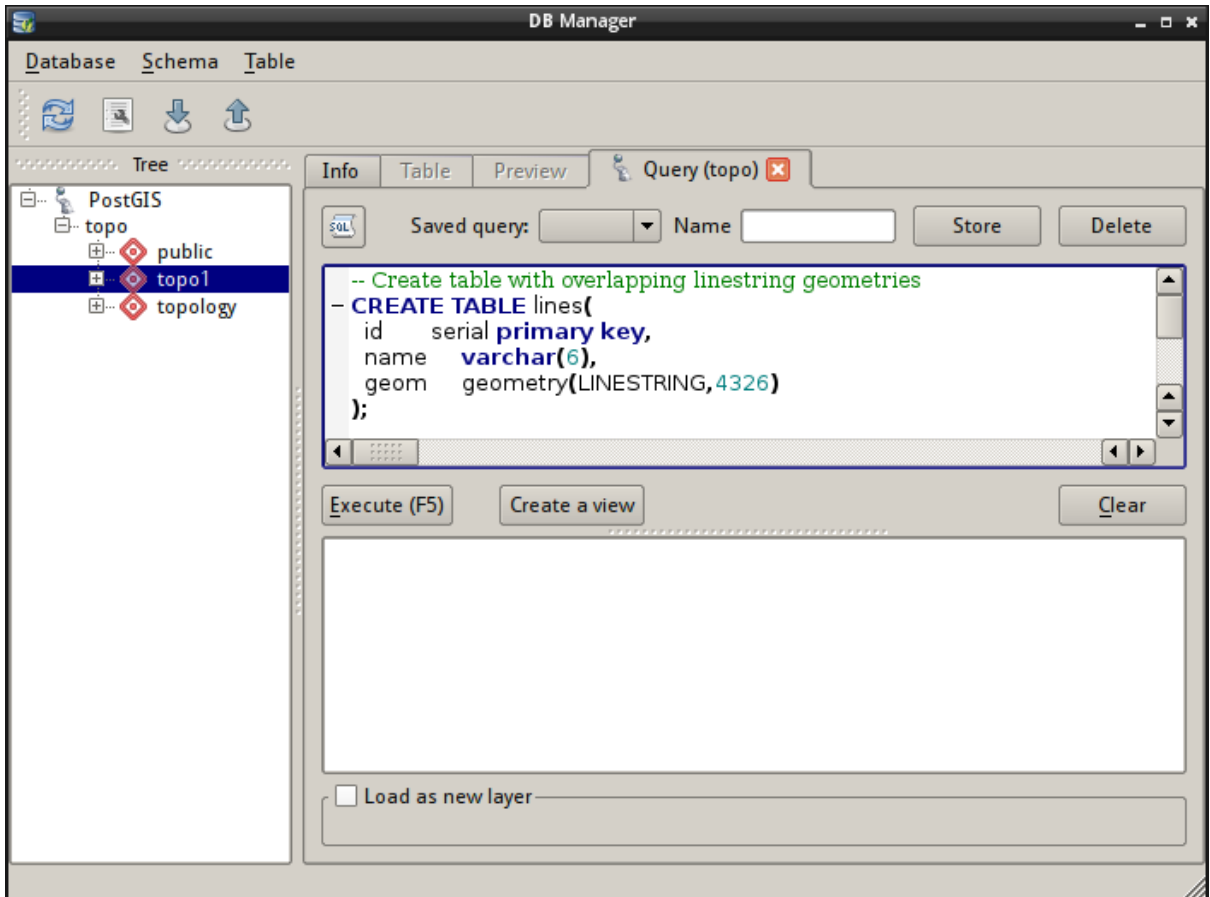 DB Manager
Database Schema Table
Tree
PostGIS
topo
public
topo1
topology
Info Table Preview Query (topo)
SQL Saved query: Name Store Delete
-- Create table with overlapping linestring geometries
CREATE TABLE lines(
id serial primary key,
name varchar(6),
geom geometry(LINESTRING,4326)
);
Execute (F5) Create a view Clear
Load as new layer